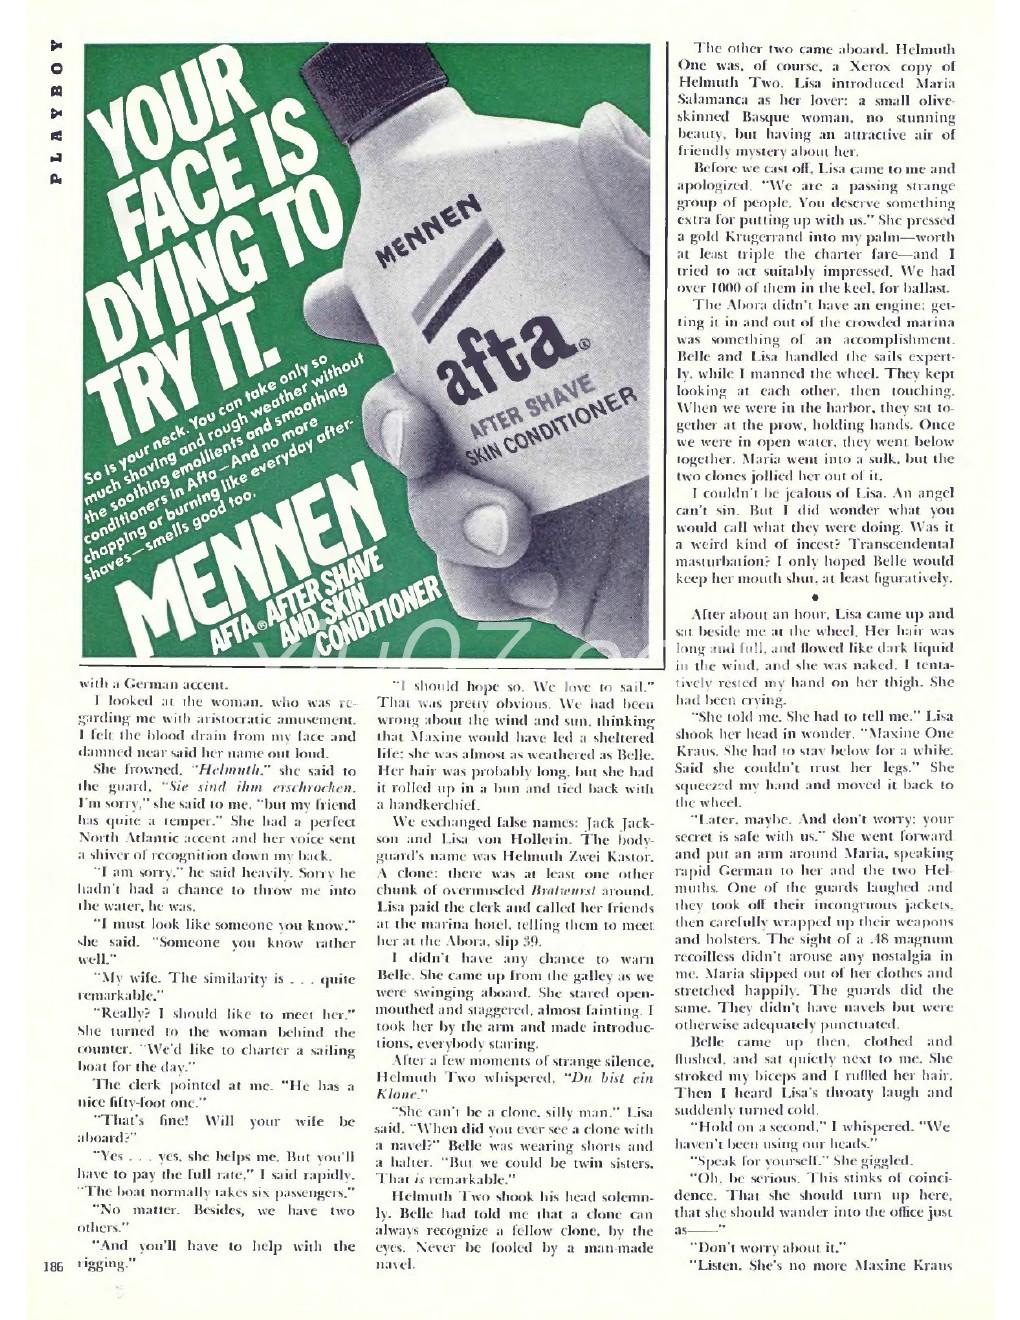 PLAYBOY
YOUR
FACE IS
DYING TO
TRY IT.
So is your neck. You can take only so
much shaving and rough weather without
the soothing emollients and smoothing
conditioners in Afta—And no more
chapping or burning like everyday after-
shaves—smells good too.
MENNEN
AFTA® AFTER SHAVE
AND SKIN
CONDITIONER
MENNEN
afta®
AFTER SHAVE
SKIN CONDITIONER
with a German accent.
I looked at the woman, who was re-
garding me with aristocratic amusement.
I felt the blood drain from my face and
damned near said her name out loud.
She frowned. "Helmuth," she said to
the guard, "Sie sind ihm erschrocken.
I'm sorry," she said to me, "but my friend
has quite a temper." She had a perfect
North Atlantic accent and her voice sent
a shiver of recognition down my back.
"I am sorry," he said heavily. Sorry he
hadn't had a chance to throw me into
the water, he was.
"I must look like someone you know,"
she said. "Someone you know rather
well."
"My wife. The similarity is . . . quite
remarkable."
"Really? I should like to meet her."
She turned to the woman behind the
counter. "We'd like to charter a sailing
boat for the day."
The clerk pointed at me. "He has a
nice fifty-foot one."
"That's fine! Will your wife be
aboard?"
"Yes . . . yes, she helps me. But you'll
have to pay the full rate," I said rapidly.
"The boat normally takes six passengers."
"No matter. Besides, we have two
others."
"And you'll have to help with the
rigging."
"I should hope so. We love to sail."
That was pretty obvious. We had been
wrong about the wind and sun, thinking
that Maxine would have led a sheltered
life; she was almost as weathered as Belle.
Her hair was probably long, but she had
it rolled up in a bun and tied back with
a handkerchief.
We exchanged false names: Jack Jack-
son and Lisa von Hollerin. The body-
guard's name was Helmuth Zwei Kastor.
A clone; there was at least one other
chunk of overmuscled Bratwurst around.
Lisa paid the clerk and called her friends
at the marina hotel, telling them to meet
her at the Abora, slip 39.
I didn't have any chance to warn
Belle. She came up from the galley as we
were swinging aboard. She stared open-
mouthed and staggered, almost fainting. I
took her by the arm and made introduc-
tions, everybody staring.
After a few moments of strange silence,
Helmuth Two whispered, "Du bist ein
Klone."
"She can't be a clone, silly man," Lisa
said. "When did you ever see a clone with
a navel?" Belle was wearing shorts and
a halter. "But we could be twin sisters.
That is remarkable."
Helmuth Two shook his head solemn-
ly. Belle had told me that a clone can
always recognize a fellow clone, by the
eyes. Never be fooled by a man-made
navel.
The other two came aboard. Helmuth
One was, of course, a Xerox copy of
Helmuth Two. Lisa introduced Maria
Salamanca as her lover: a small olive-
skinned Basque woman, no stunning
beauty, but having an attractive air of
friendly mystery about her.
Before we cast off, Lisa came to me and
apologized. "We are a passing strange
group of people. You deserve something
extra for putting up with us." She pressed
a gold Krugerrand into my palm—worth
at least triple the charter fare—and I
tried to act suitably impressed. We had
over 1000 of them in the keel, for ballast.
The Abora didn't have an engine; get-
ting it in and out of the crowded marina
was something of an accomplishment.
Belle and Lisa handled the sails expert-
ly, while I manned the wheel. They kept
looking at each other, then touching.
When we were in the harbor, they sat to-
gether at the prow, holding hands. Once
we were in open water, they went below
together. Maria went into a sulk, but the
two clones jollied her out of it.
I couldn't be jealous of Lisa. An angel
can't sin. But I did wonder what you
would call what they were doing. Was it
a weird kind of incest? Transcendental
masturbation? I only hoped Belle would
keep her mouth shut, at least figuratively.
•
After about an hour, Lisa came up and
sat beside me at the wheel. Her hair was
long and full, and flowed like dark liquid
in the wind, and she was naked. I tenta-
tively rested my hand on her thigh. She
had been crying.
"She told me. She had to tell me." Lisa
shook her head in wonder. "Maxine One
Kraus. She had to stay below for a while.
Said she couldn't trust her legs." She
squeezed my hand and moved it back to
the wheel.
"Later, maybe. And don't worry; your
secret is safe with us." She went forward
and put an arm around Maria, speaking
rapid German to her and the two Hel-
muths. One of the guards laughed and
they took off their incongruous jackets,
then carefully wrapped up their weapons
and holsters. The sight of a .48 magnum
recoilless didn't arouse any nostalgia in
me. Maria slipped out of her clothes and
stretched happily. The guards did the
same. They didn't have navels but were
otherwise adequately punctuated.
Belle came up then, clothed and
flushed, and sat quietly next to me. She
stroked my biceps and I ruffled her hair.
Then I heard Lisa's throaty laugh and
suddenly turned cold.
"Hold on a second," I whispered. "We
haven't been using our heads."
"Speak for yourself." She giggled.
"Oh, be serious. This stinks of coinci-
dence. That she should turn up here,
that she should wander into the office just
as——"
"Don't worry about it."
"Listen. She's no more Maxine Kraus
186